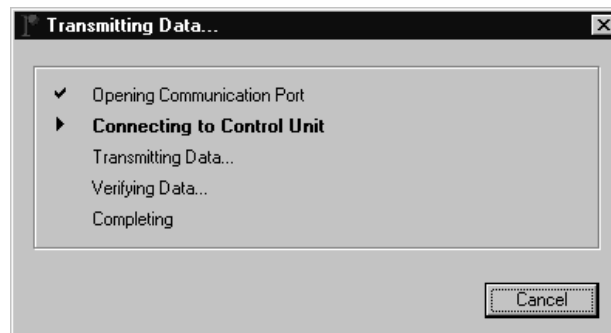 Transmitting Data...
Opening Communication Port
Connecting to Control Unit
Transmitting Data...
Verifying Data...
Completing
Cancel